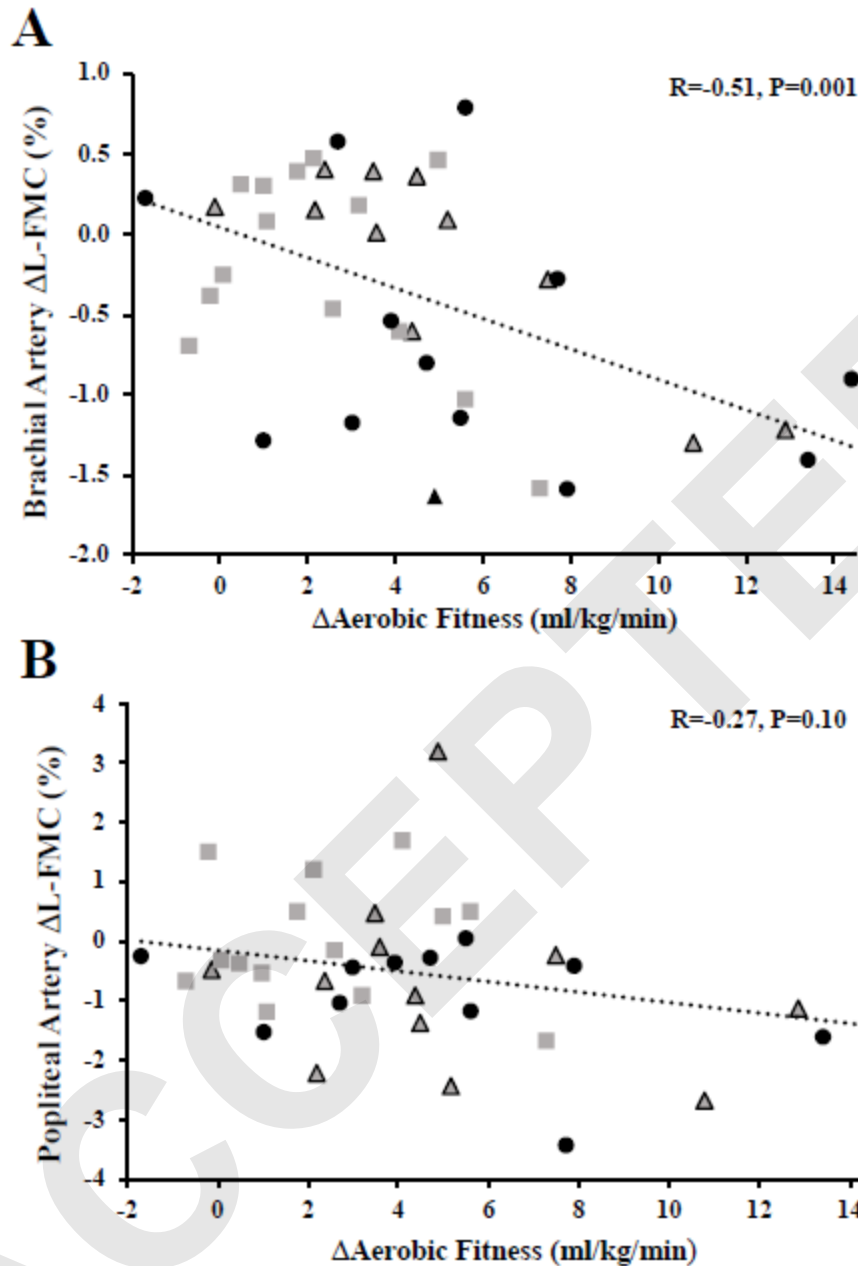 A
R=-0.51, P=0.001
Brachial Artery ΔL-FMC (%)
1.0
0.5
0.0
-0.5
-1.0
-1.5
-2.0
-2 0 2 4 6 8 10 12 14
ΔAerobic Fitness (ml/kg/min)
B
R=-0.27, P=0.10
Popliteal Artery ΔL-FMC (%)
4
3
2
1
0
-1
-2
-3
-4
-2 0 2 4 6 8 10 12 14
ΔAerobic Fitness (ml/kg/min)
ACCEPTE